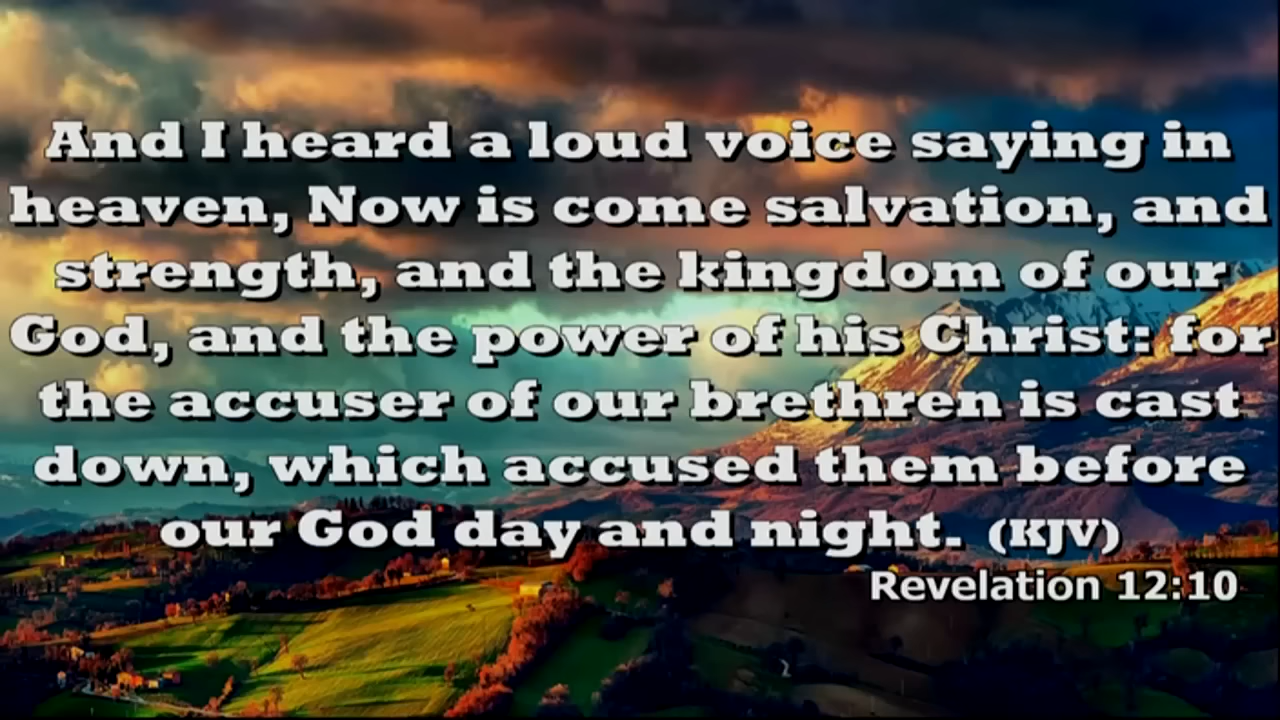 And I heard a loud voice saying in
heaven, Now is come salvation, and
strength, and the kingdom of our
God, and the power of his Christ: for
the accuser of our brethren is cast
down, which accused them before
our God day and night. (KJV)
Revelation 12:10